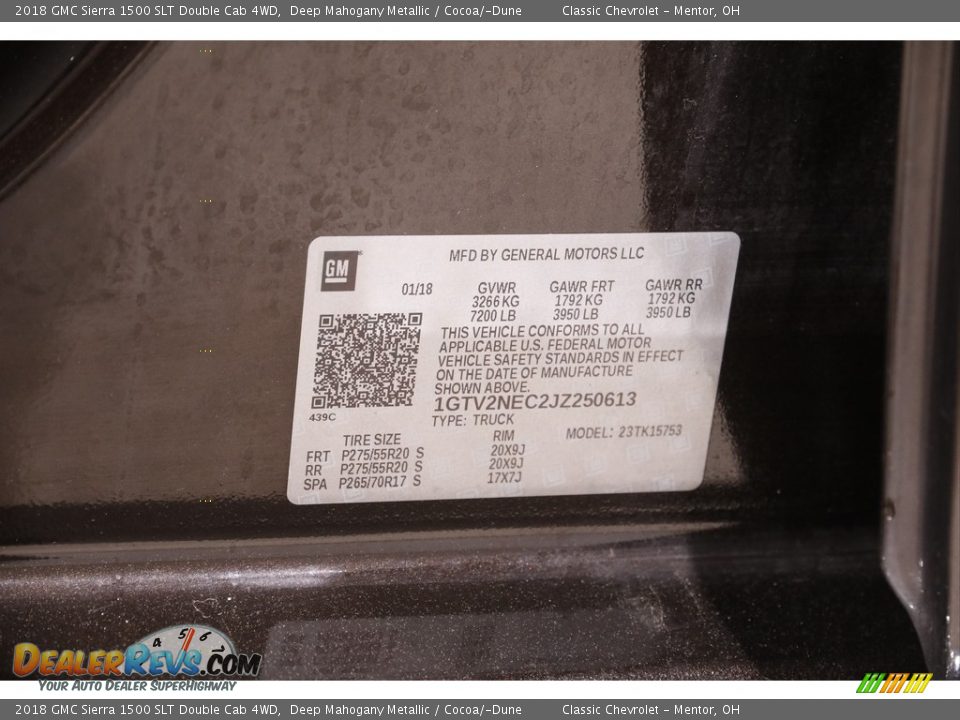 2018 GMC Sierra 1500 SLT Double Cab 4WD, Deep Mahogany Metallic / Cocoa/-Dune Classic Chevrolet - Mentor, OH
GM
MFD BY GENERAL MOTORS LLC
01/18 GVWR GAWR FRT GAWR RR
3266 KG 1792 KG 1792 KG
7200 LB 3950 LB 3950 LB
THIS VEHICLE CONFORMS TO ALL
APPLICABLE U.S. FEDERAL MOTOR
VEHICLE SAFETY STANDARDS IN EFFECT
ON THE DATE OF MANUFACTURE
SHOWN ABOVE.
439C
1GTV2NEC2JZ250613
TYPE: TRUCK
TIRE SIZE RIM MODEL: 23TK15753
FRT P275/55R20 S 20X9J
RR P275/55R20 S 20X9J
SPA P265/70R17 S 17X7J
4 5 6
DealerRevs.com
Your Auto Dealer SuperHighway
2018 GMC Sierra 1500 SLT Double Cab 4WD, Deep Mahogany Metallic / Cocoa/-Dune Classic Chevrolet - Mentor, OH